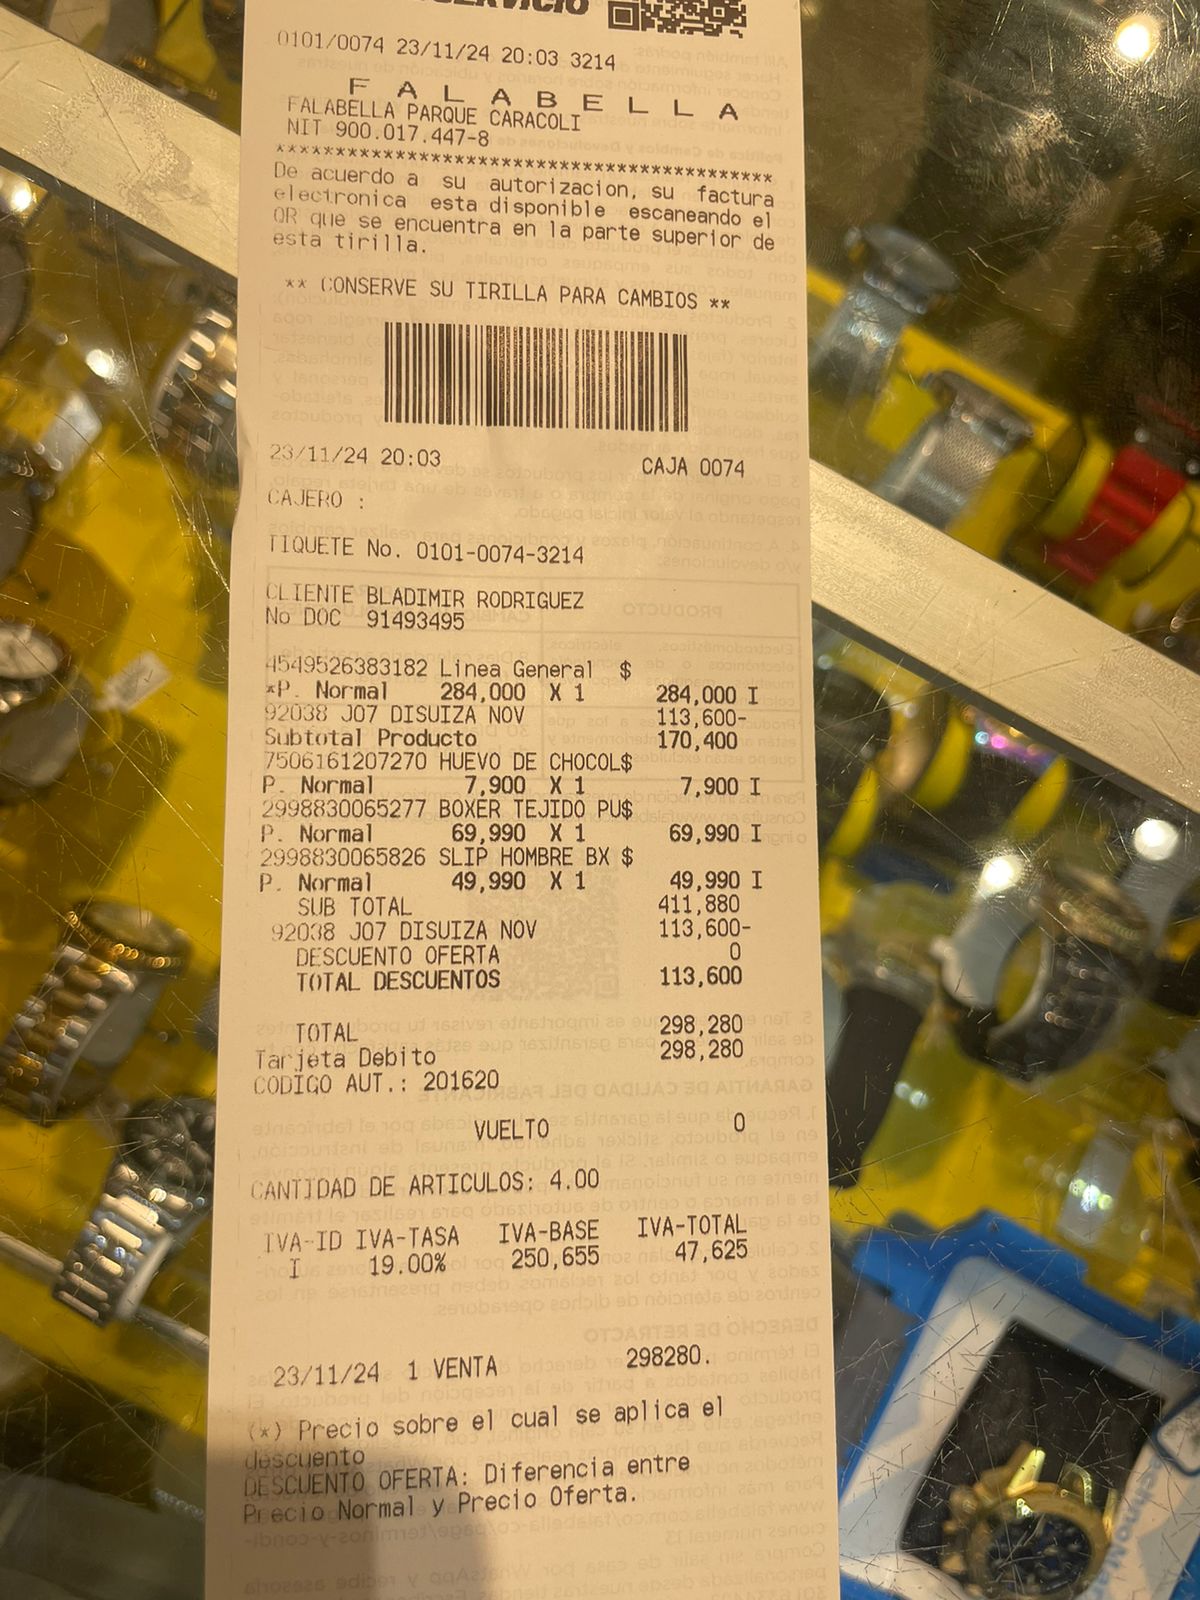 SERVICIO
0101/0074 23/11/24 20:03 3214
F A L A B E L L A
FALABELLA PARQUE CARACOLI
NIT 900.017.447-8
**************************************************
De acuerdo a su autorizacion, su factura
electronica esta disponible escaneando el
QR que se encuentra en la parte superior de
esta tirilla.
** CONSERVE SU TIRILLA PARA CAMBIOS **
23/11/24 20:03 CAJA 0074
CAJERO :
TIQUETE No. 0101-0074-3214
CLIENTE BLADIMIR RODRIGUEZ
No DOC 91493495
4549526383182 Linea General $
*P. Normal 284,000 X 1 284,000 I
92038 J07 DISUIZA NOV 113,600-
Subtotal Producto 170,400
7506161207270 HUEVO DE CHOCOL$
P. Normal 7,900 X 1 7,900 I
2998830065277 BOXER TEJIDO PU$
P. Normal 69,990 X 1 69,990 I
2998830065826 SLIP HOMBRE BX $
P. Normal 49,990 X 1 49,990 I
SUB TOTAL 411,880
92038 J07 DISUIZA NOV 113,600-
DESCUENTO OFERTA 0
TOTAL DESCUENTOS 113,600
TOTAL 298,280
Tarjeta Debito 298,280
CODIGO AUT.: 201620
VUELTO 0
CANTIDAD DE ARTICULOS: 4.00
IVA-ID IVA-TASA IVA-BASE IVA-TOTAL
I 19.00% 250,655 47,625
23/11/24 1 VENTA 298280.
(*) Precio sobre el cual se aplica el
descuento
DESCUENTO OFERTA: Diferencia entre
Precio Normal y Precio Oferta.